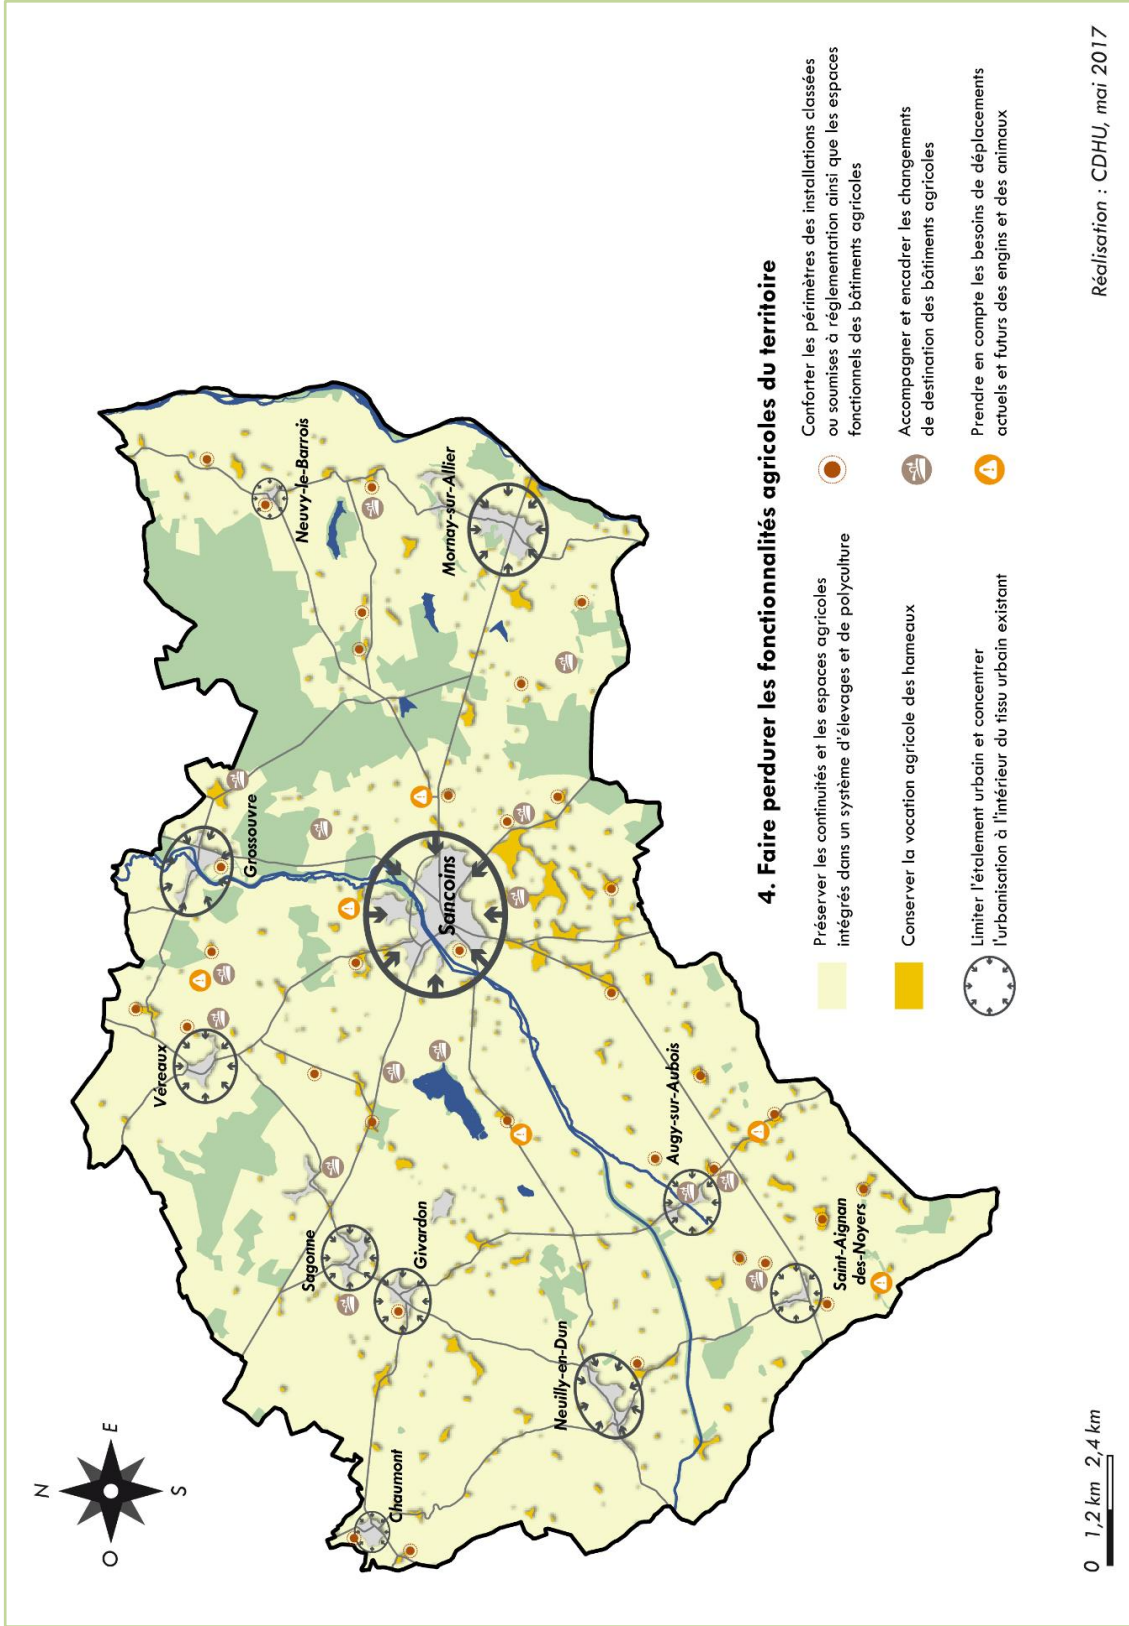 N
O
E
S
Neuvy-le-Barrois
Grossouvre
Véreaux
Mornay-sur-Allier
Sancoins
Sagonne
Givardon
Chaumont
Augy-sur-Aubois
Neuilly-en-Dun
Saint-Aignan
des-Noyers
4. Faire perdurer les fonctionnalités agricoles du territoire
Préserver les continuités et les espaces agricoles
intégrés dans un système d'élevages et de polyculture
Conserver la vocation agricole des hameaux
Limiter l'étalement urbain et concentrer
l'urbanisation à l'intérieur du tissu urbain existant
Conforter les périmètres des installations classées
ou soumises à réglementation ainsi que les espaces
fonctionnels des bâtiments agricoles
Accompagner et encadrer les changements
de destination des bâtiments agricoles
Prendre en compte les besoins de déplacements
actuels et futurs des engins et des animaux
0 1,2 km 2,4 km
Réalisation : CDHU, mai 2017